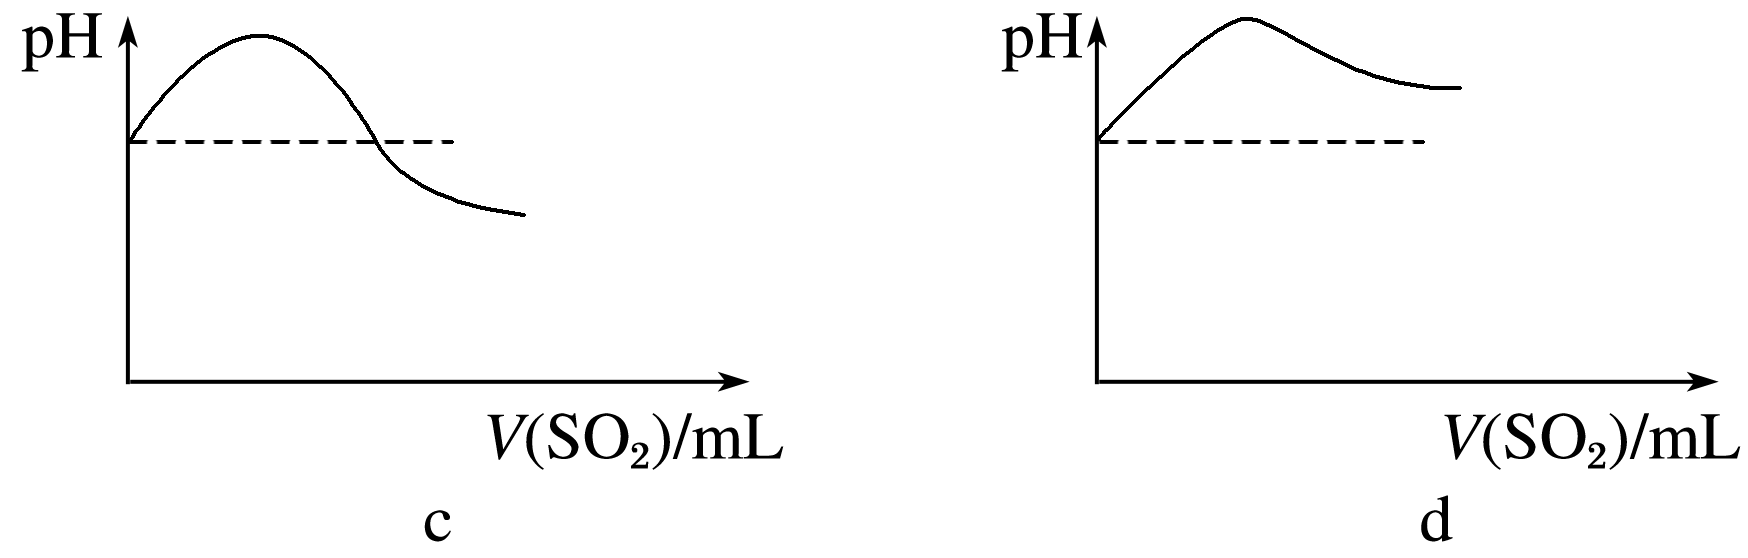 pH
V(SO₂)/mL
c
pH
V(SO₂)/mL
d